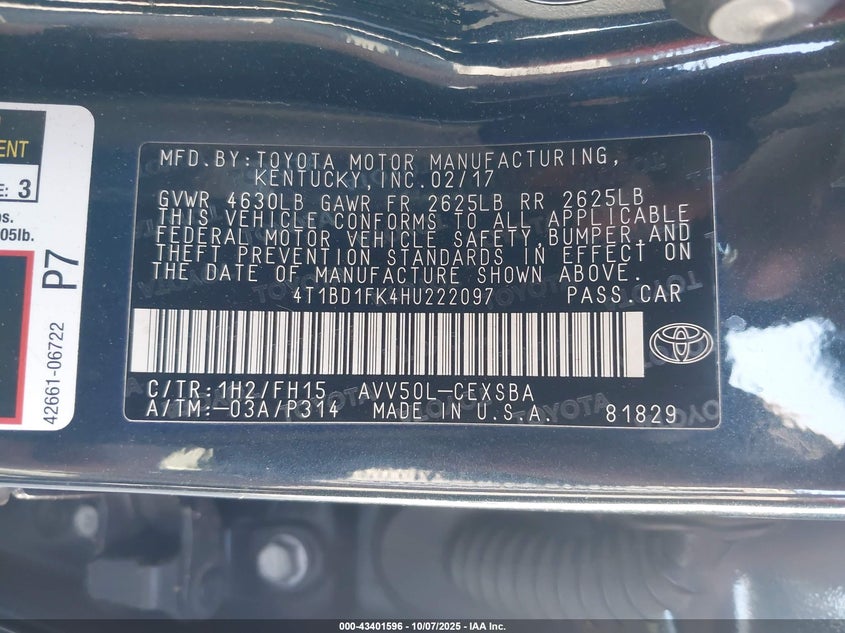 ENT
E: 3
os.
05lb.
P7
42661-06722
MFD.BY:TOYOTA MOTOR MANUFACTURING,
KENTUCKY,INC.02/17
GVWR 4630LB GAWR FR 2625LB RR 2625LB
THIS VEHICLE CONFORMS TO ALL APPLICABLE
FEDERAL MOTOR VEHICLE SAFETY,BUMPER,AND
THEFT PREVENTION STANDARDS IN EFFECT ON
THE DATE OF MANUFACTURE SHOWN ABOVE.
4T1BD1FK4HU222097 PASS.CAR
C/TR:1H2/FH15 AVV50L-CEXSBA
A/TM:-03A/P314 MADE IN U.S.A. 81829
000-43401596 - 10/07/2025 - IAA Inc.